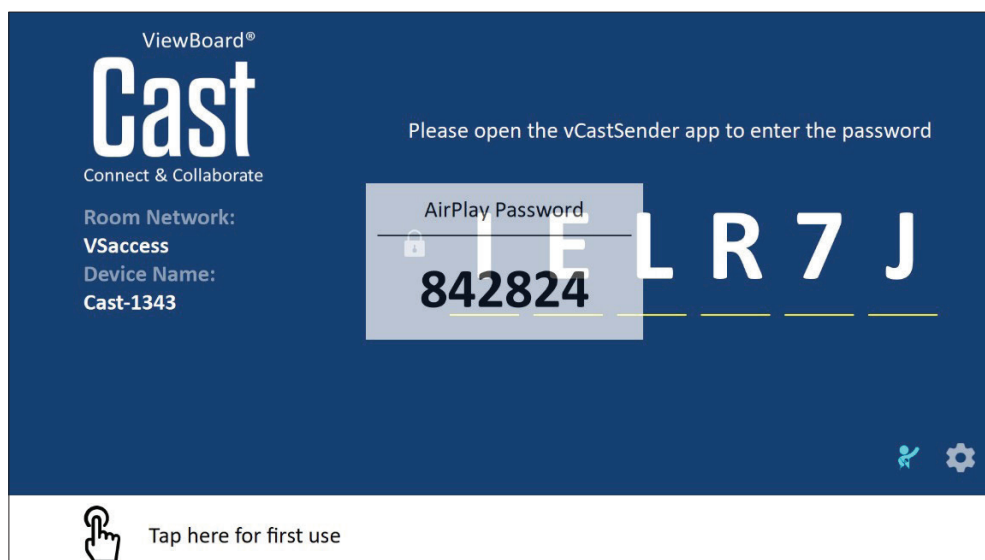 ViewBoard®
Cast
Connect & Collaborate
Room Network:
VSaccess
Device Name:
Cast-1343
Please open the vCastSender app to enter the password
AirPlay Password
842824
I E L R 7 J
Tap here for first use